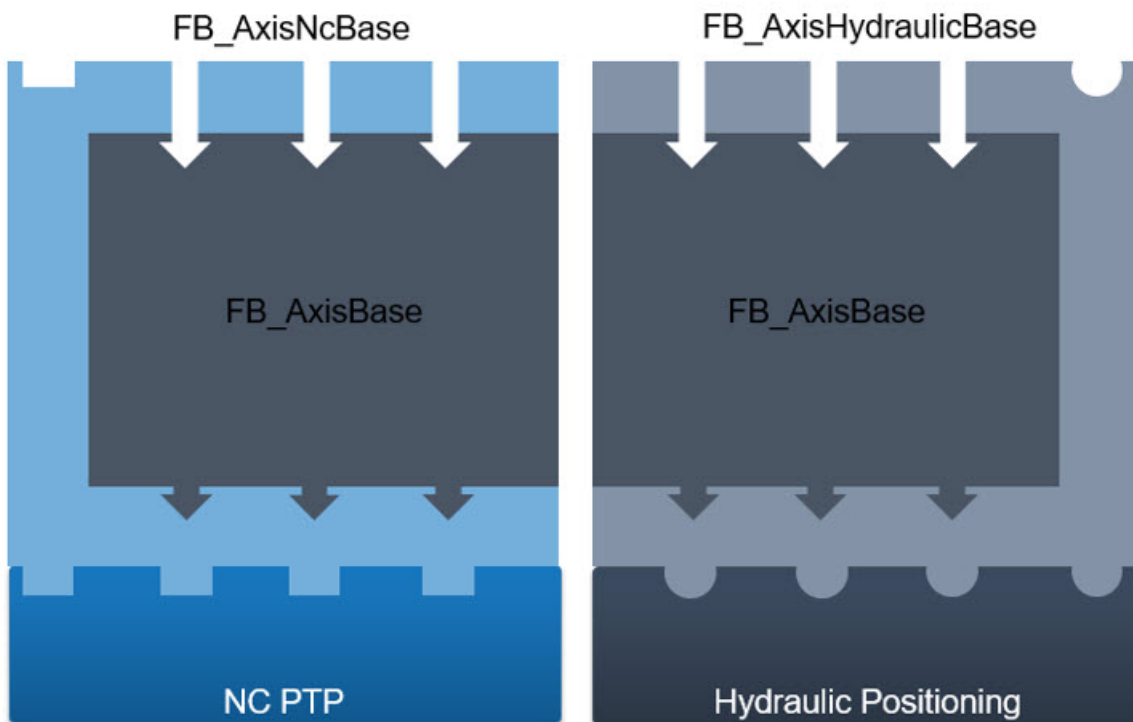 FB_AxisNcBase
FB_AxisHydraulicBase
FB_AxisBase
FB_AxisBase
NC PTP
Hydraulic Positioning